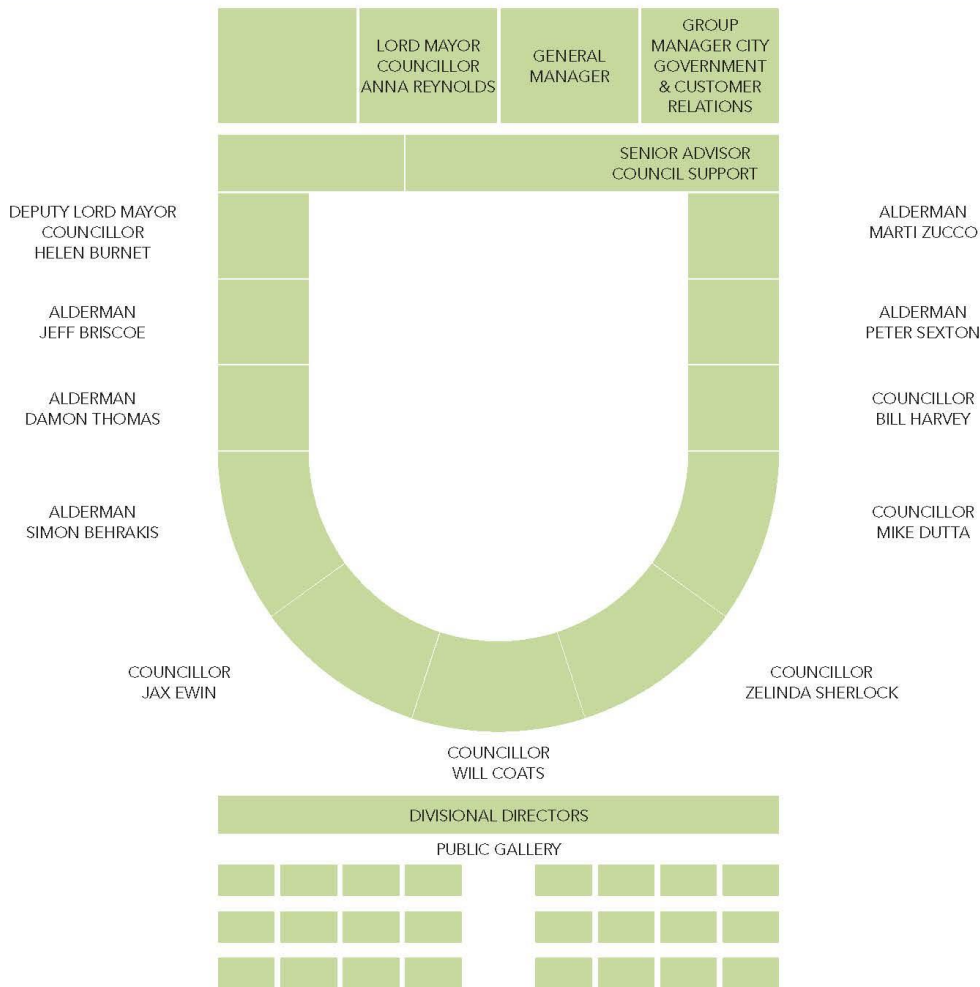 LORD MAYOR
COUNCILLOR
ANNA REYNOLDS
GENERAL
MANAGER
GROUP
MANAGER CITY
GOVERNMENT
& CUSTOMER
RELATIONS
SENIOR ADVISOR
COUNCIL SUPPORT
DEPUTY LORD MAYOR
COUNCILLOR
HELEN BURNET
ALDERMAN
MARTI ZUCCO
ALDERMAN
JEFF BRISCOE
ALDERMAN
PETER SEXTON
ALDERMAN
DAMON THOMAS
COUNCILLOR
BILL HARVEY
ALDERMAN
SIMON BEHRAKIS
COUNCILLOR
MIKE DUTTA
COUNCILLOR
JAX EWIN
COUNCILLOR
ZELINDA SHERLOCK
COUNCILLOR
WILL COATS
DIVISIONAL DIRECTORS
PUBLIC GALLERY